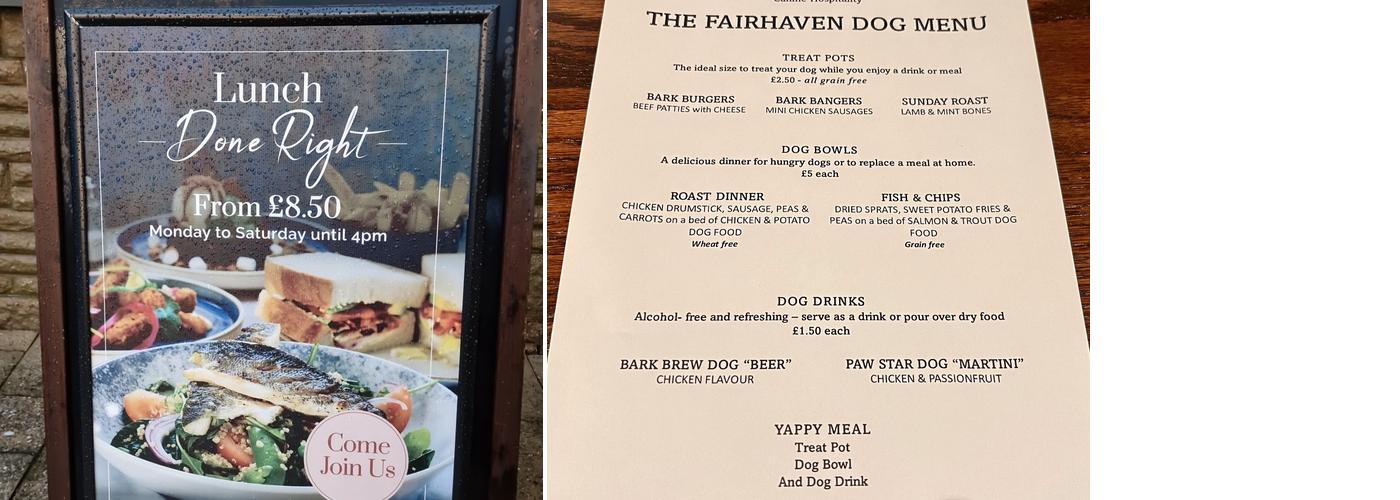 Lunch
Done Right
From £8.50
Monday to Saturday until 4pm
Come
Join Us
Canine Hospitality
THE FAIRHAVEN DOG MENU
TREAT POTS
The ideal size to treat your dog while you enjoy a drink or meal
£2.50 - all grain free
BARK BURGERS
BEEF PATTIES with CHEESE
BARK BANGERS
MINI CHICKEN SAUSAGES
SUNDAY ROAST
LAMB & MINT BONES
DOG BOWLS
A delicious dinner for hungry dogs or to replace a meal at home.
£5 each
ROAST DINNER
CHICKEN DRUMSTICK, SAUSAGE, PEAS &
CARROTS on a bed of CHICKEN & POTATO
DOG FOOD
Wheat free
FISH & CHIPS
DRIED SPRATS, SWEET POTATO FRIES &
PEAS on a bed of SALMON & TROUT DOG
FOOD
Grain free
DOG DRINKS
Alcohol- free and refreshing – serve as a drink or pour over dry food
£1.50 each
BARK BREW DOG “BEER”
CHICKEN FLAVOUR
PAW STAR DOG “MARTINI”
CHICKEN & PASSIONFRUIT
YAPPY MEAL
Treat Pot
Dog Bowl
And Dog Drink